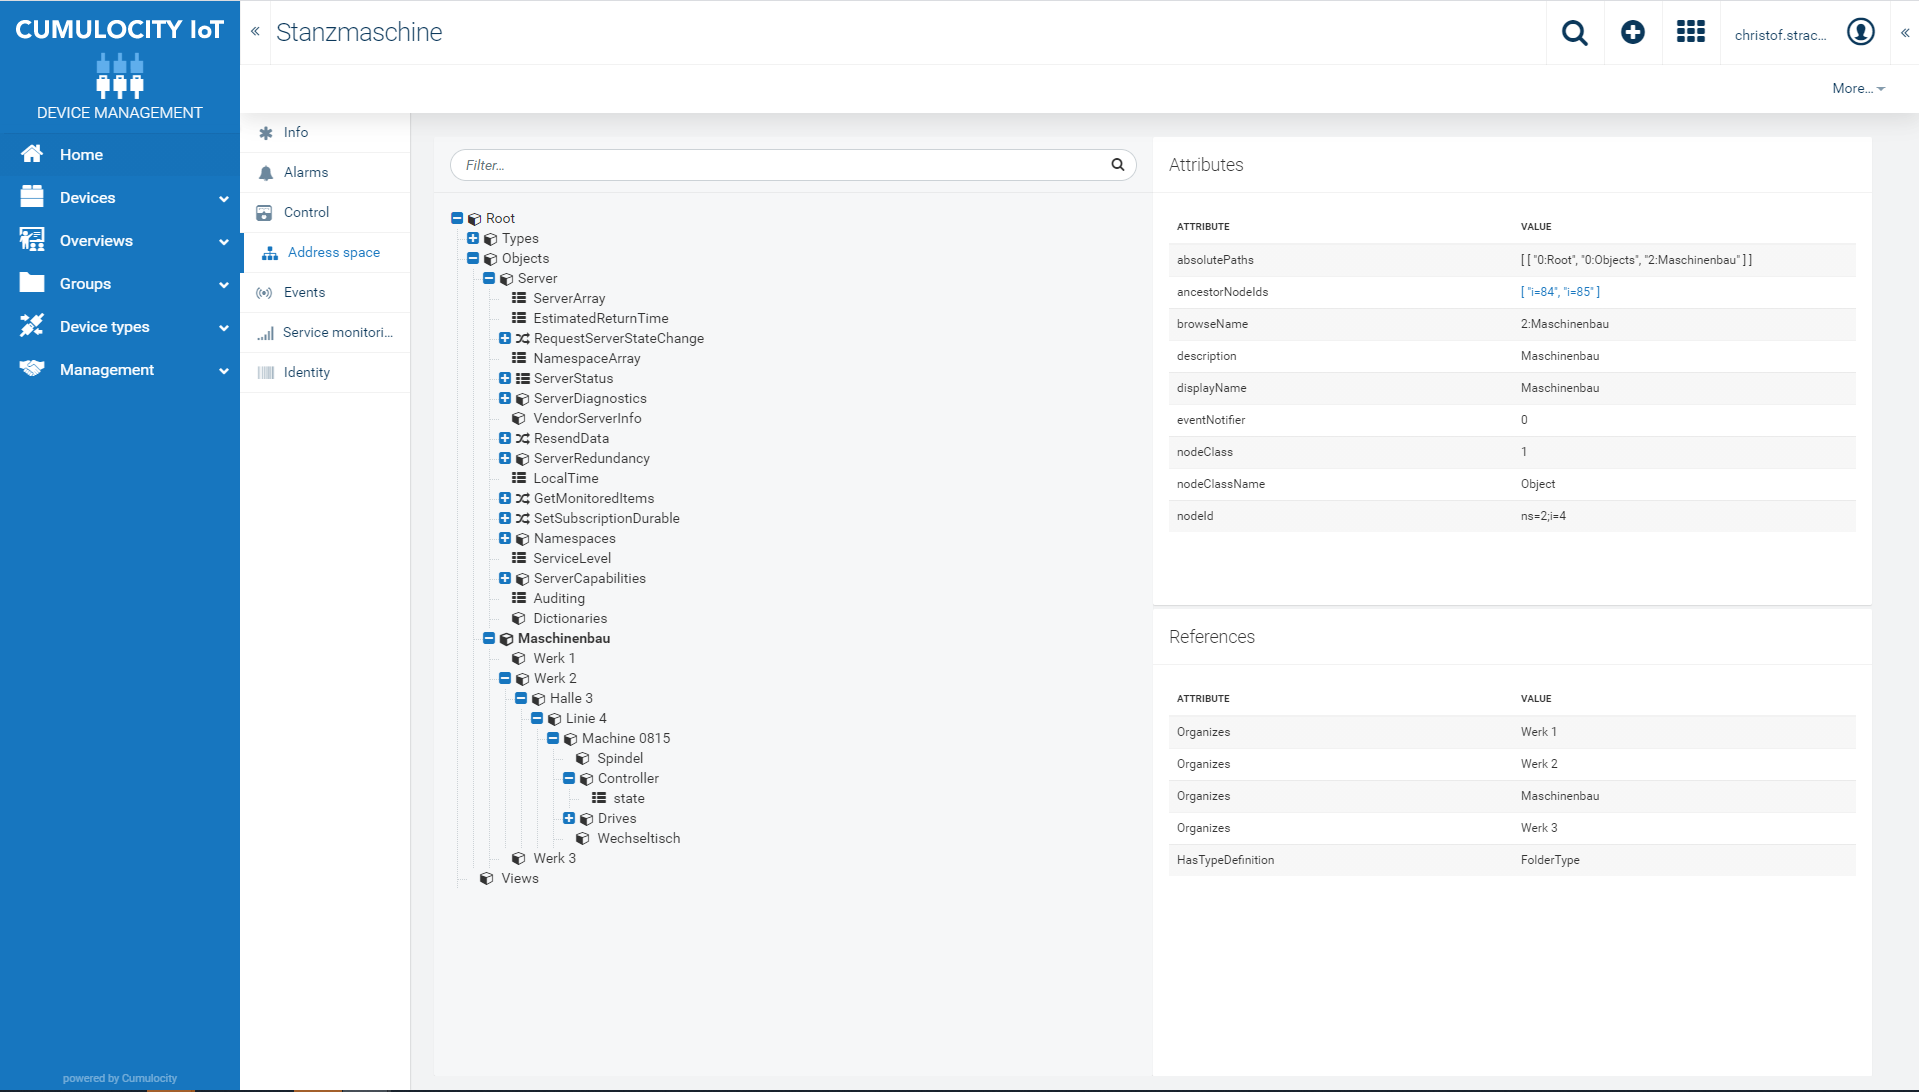 CUMULOCITY IoT
DEVICE MANAGEMENT
Home
Devices
Overviews
Groups
Device types
Management
powered by Cumulocity
«
Stanzmaschine
christof.strac...
«
More...
Info
Alarms
Control
Address space
Events
Service monitori...
Identity
Filter...
Root
Types
Objects
Server
ServerArray
EstimatedReturnTime
RequestServerStateChange
NamespaceArray
ServerStatus
ServerDiagnostics
VendorServerInfo
ResendData
ServerRedundancy
LocalTime
GetMonitoredItems
SetSubscriptionDurable
Namespaces
ServiceLevel
ServerCapabilities
Auditing
Dictionaries
Maschinenbau
Werk 1
Werk 2
Halle 3
Linie 4
Machine 0815
Spindel
Controller
state
Drives
Wechseltisch
Werk 3
Views
Attributes
ATTRIBUTE VALUE
absolutePaths [ [ "0:Root", "0:Objects", "2:Maschinenbau" ] ]
ancestorNodeIds [ "i=84", "i=85" ]
browseName 2:Maschinenbau
description Maschinenbau
displayName Maschinenbau
eventNotifier 0
nodeClass 1
nodeClassName Object
nodeId ns=2;i=4
References
ATTRIBUTE VALUE
Organizes Werk 1
Organizes Werk 2
Organizes Maschinenbau
Organizes Werk 3
HasTypeDefinition FolderType